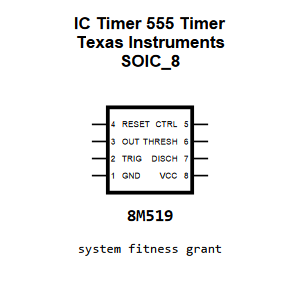 IC Timer 555 Timer
Texas Instruments
SOIC_8
4 RESET CTRL 5
3 OUT THRESH 6
2 TRIG DISCH 7
1 GND VCC 8
8M519
system fitness grant